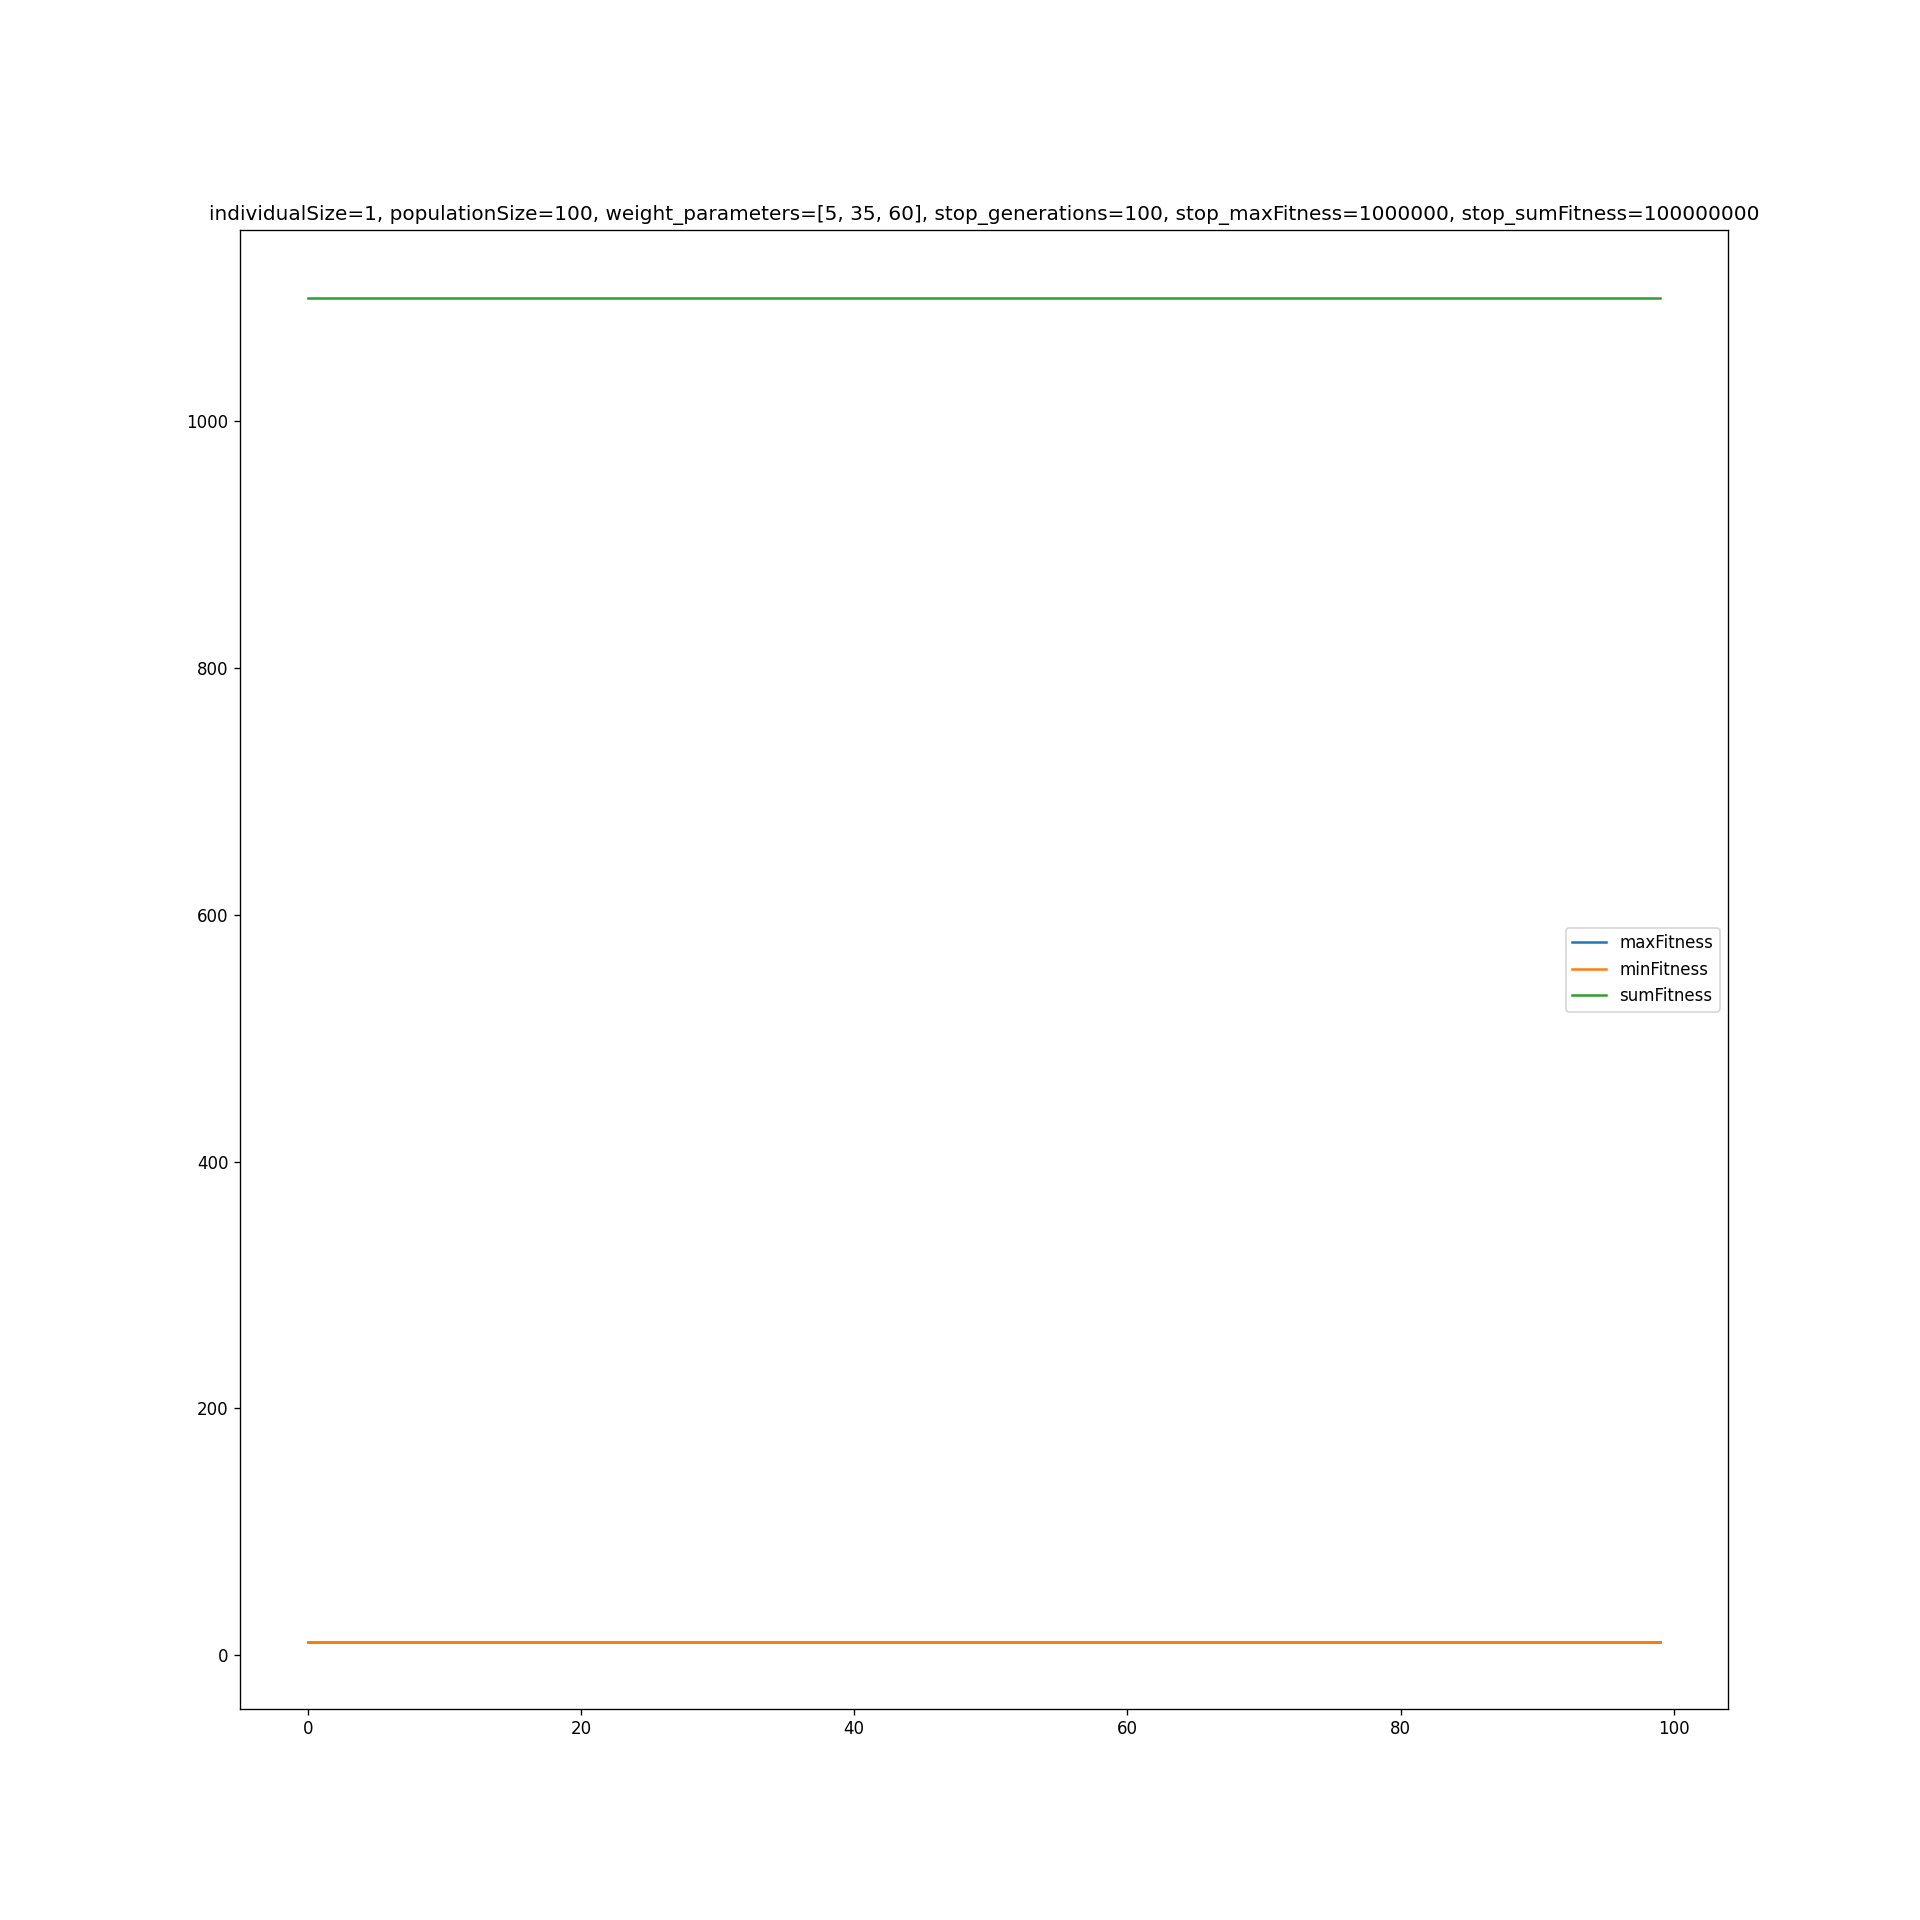 individualSize=1, populationSize=100, weight_parameters=[5, 35, 60], stop_generations=100, stop_maxFitness=1000000, stop_sumFitness=100000000
1000
800
600
400
200
0
maxFitness
minFitness
sumFitness
0 20 40 60 80 100